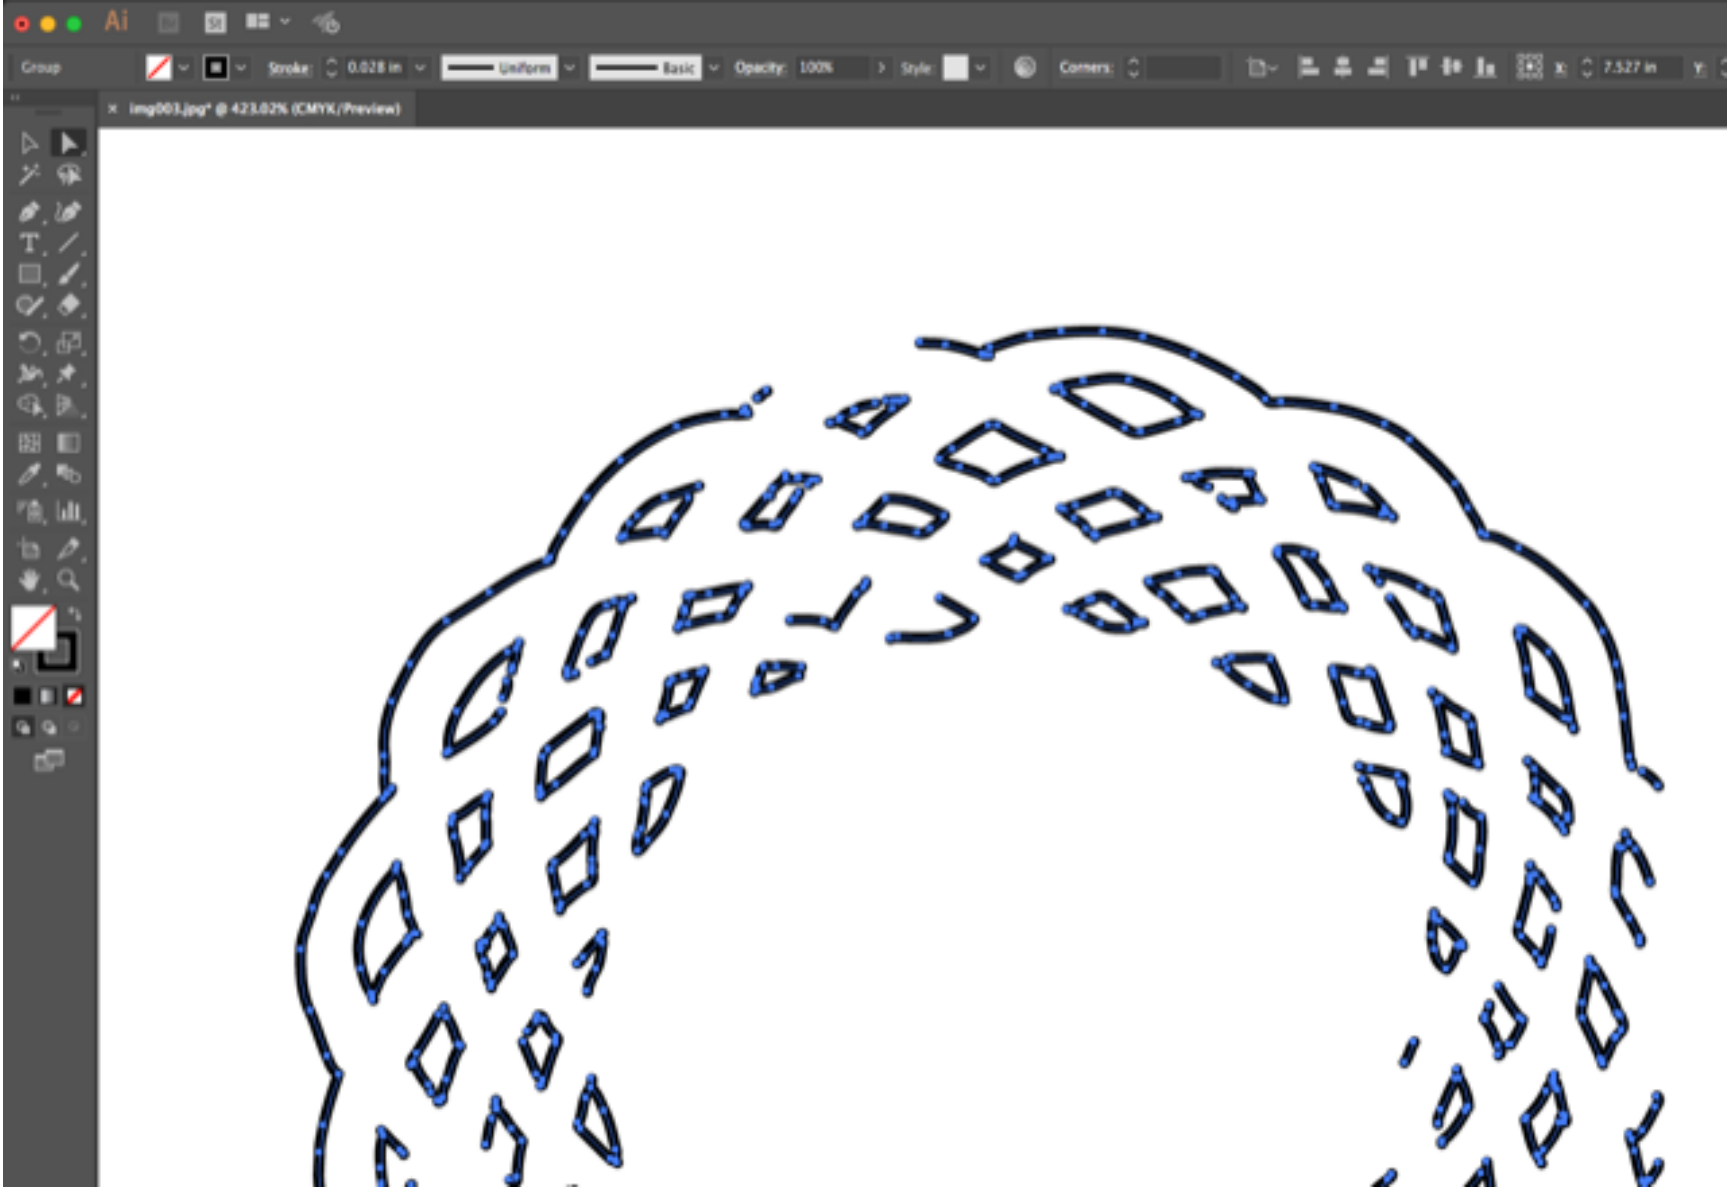 Ai St
Group Stroke: 0.028 in Uniform Basic Opacity: 100% Style: Corners: X: 7.527 in Y:
× img003.jpg* @ 423.02% (CMYK/Preview)
T